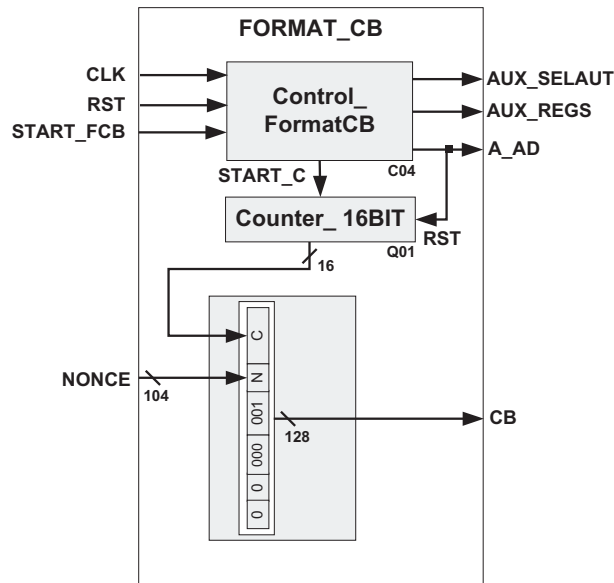 FORMAT_CB
CLK
RST
START_FCB
Control_
FormatCB
C04
AUX_SELAUT
AUX_REGS
A_AD
START_C
Counter_ 16BIT
Q01
RST
16
C
N
001
000
0
0
NONCE
104
128
CB